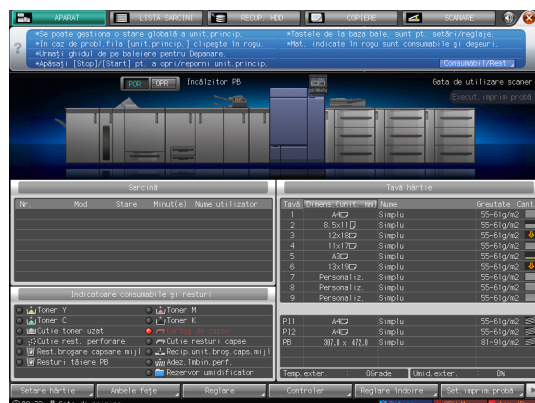 APARAT
LISTĂ SARCINI
RECUP. HDD
COPIERE
SCANARE
*Se poate gestiona o stare globală a unit.princip.
*În caz de probl.fila [unit.princip.] clipește în roșu.
*Urmați ghidul de pe baleiere pentru Depanare.
*Apăsați [Stop]/[Start] pt. a opri/reporni unit.princip.
*Tastele de la baza bale. sunt pt. setări/reglaje.
*Mat. indicate în roșu sunt consumabile și deșeuri.
Consumabil/Rest
POR
OPR
Încălzitor PB
Gata de utilizare scaner
Execut.imprim probă
Sarcină
Nr. Mod Stare Minut(e) Nume utilizator
Tavă hârtie
Tavă Dimens.(unit. mm) Nume Greutate Cant.
1 A4 Simplu 55-61g/m2
2 8.5x11 Simplu 55-61g/m2
3 12x18 Simplu 55-61g/m2
4 11x17 Simplu 55-61g/m2
5 A3 Simplu 55-61g/m2
6 13x19 Simplu 55-61g/m2
7 Personaliz. Simplu 55-61g/m2
8 Personaliz. Simplu 55-61g/m2
9 Personaliz. Simplu 55-61g/m2
PI1 A4 Simplu 55-61g/m2
PI2 A4 Simplu 55-61g/m2
PB 307.0 x 472.0 Simplu 81-91g/m2
Temp.exter. : 0Grade Umid.exter. : 0%
Indicatoare consumabile și resturi
Toner Y
Toner M
Toner C
Toner K
Cutie toner uzat
Cartuș de capse
Cutie rest. perforare
Cutie resturi capse
Rest.broșare capsare mijl
Recip.unit.broș.caps.mijl
Resturi tăiere PB
Adez.îmbin.perf.
Rezervor umidificator
Setare hârtie
Ambele fețe
Reglare
Controler
Reglare îndoire
Set.imprim.probă